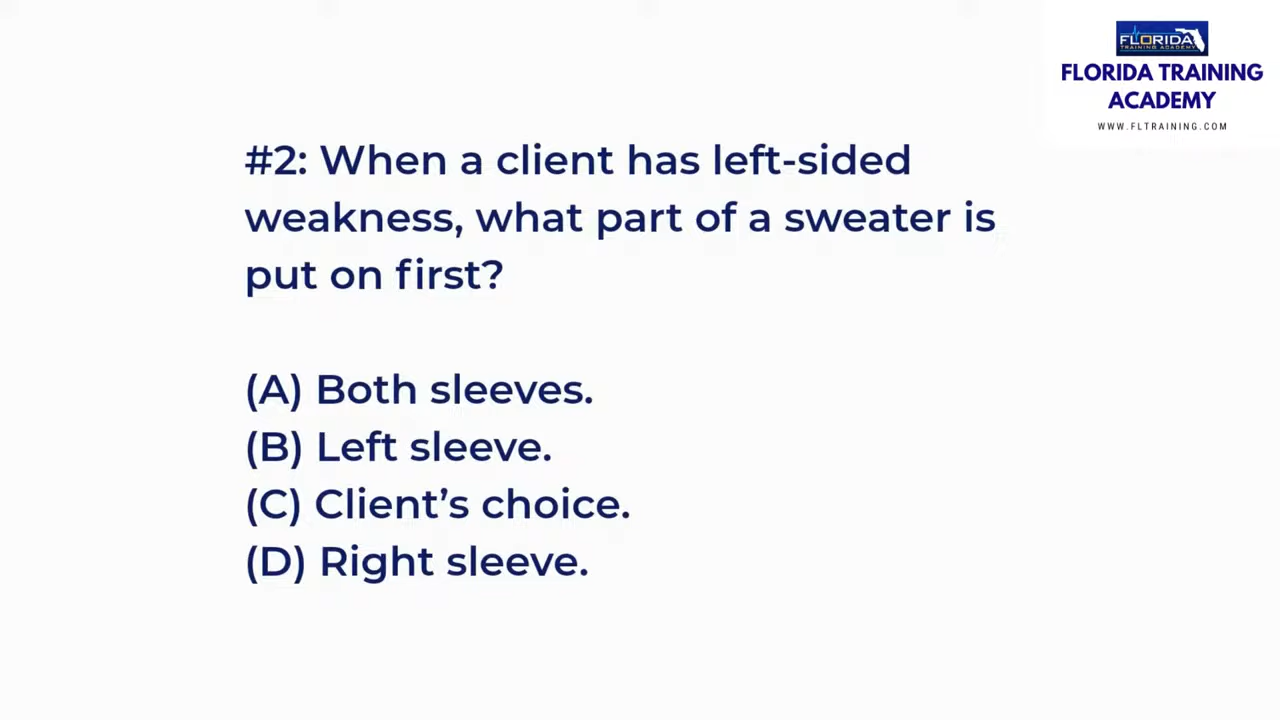 FLORIDA
TRAINING ACADEMY
FLORIDA TRAINING
ACADEMY
WWW.FLTRAINING.COM
#2: When a client has left-sided
weakness, what part of a sweater is
put on first?
(A) Both sleeves.
(B) Left sleeve.
(C) Client’s choice.
(D) Right sleeve.